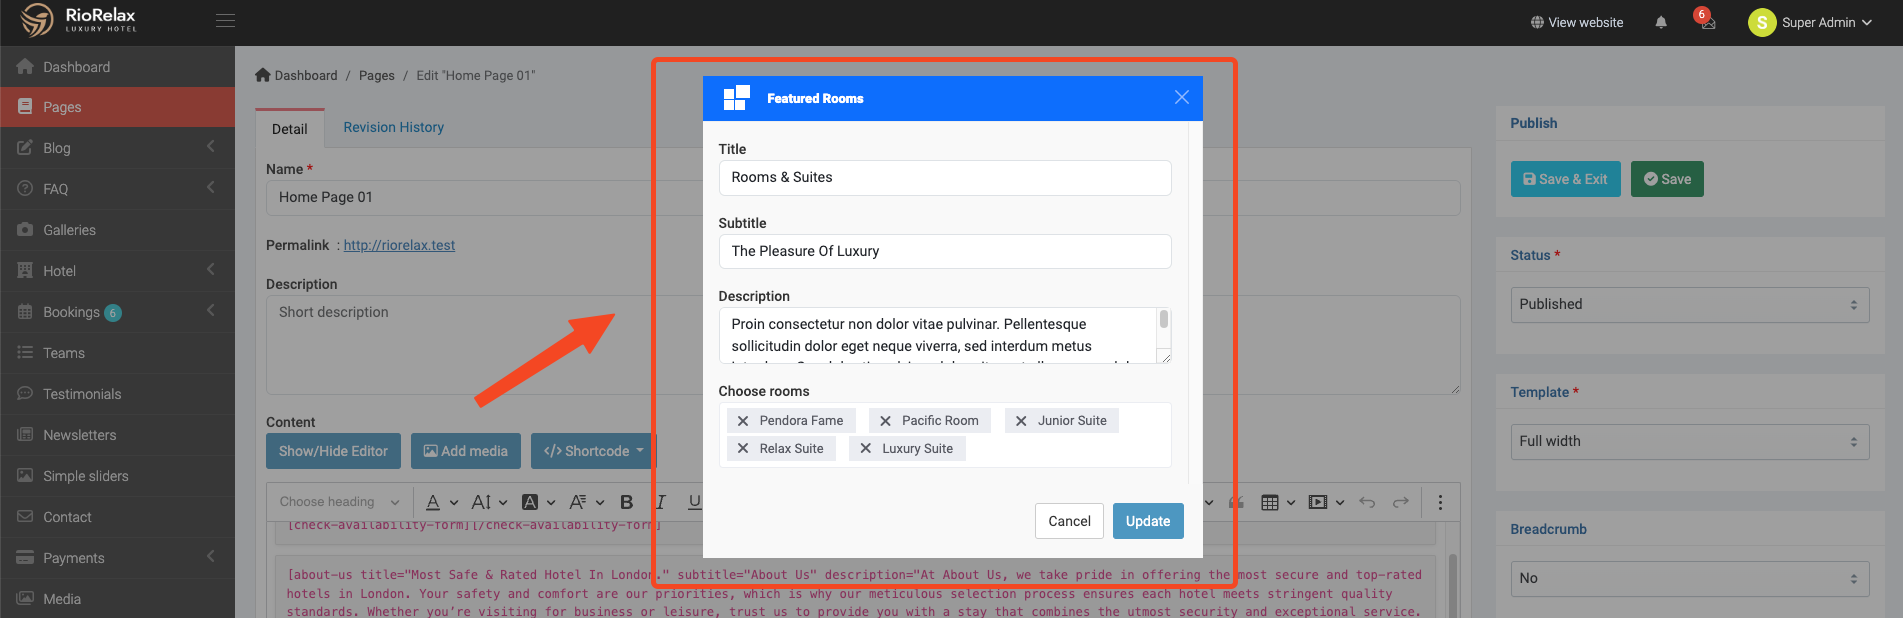 RioRelax
LUXURY HOTEL
View website
6
S
Super Admin
Dashboard
Pages
Blog
FAQ
Galleries
Hotel
Bookings 6
Teams
Testimonials
Newsletters
Simple sliders
Contact
Payments
Media
Dashboard / Pages / Edit "Home Page 01"
Detail
Revision History
Name *
Home Page 01
Permalink : http://riorelax.test
Description
Short description
Content
Show/Hide Editor
Add media
</> Shortcode
Choose heading
[check-availability-form][/check-availability-form]
[about-us title="Most Safe & Rated Hotel In London." subtitle="About Us" description="At About Us, we take pride in offering the most secure and top-rated
hotels in London. Your safety and comfort are our priorities, which is why our meticulous selection process ensures each hotel meets stringent quality
standards. Whether you're visiting for business or leisure, trust us to provide you with a stay that combines the utmost security and exceptional service.
Featured Rooms
Title
Rooms & Suites
Subtitle
The Pleasure Of Luxury
Description
Proin consectetur non dolor vitae pulvinar. Pellentesque
sollicitudin dolor eget neque viverra, sed interdum metus
Choose rooms
Pendora Fame
Pacific Room
Junior Suite
Relax Suite
Luxury Suite
Cancel
Update
Publish
Save & Exit
Save
Status *
Published
Template *
Full width
Breadcrumb
No